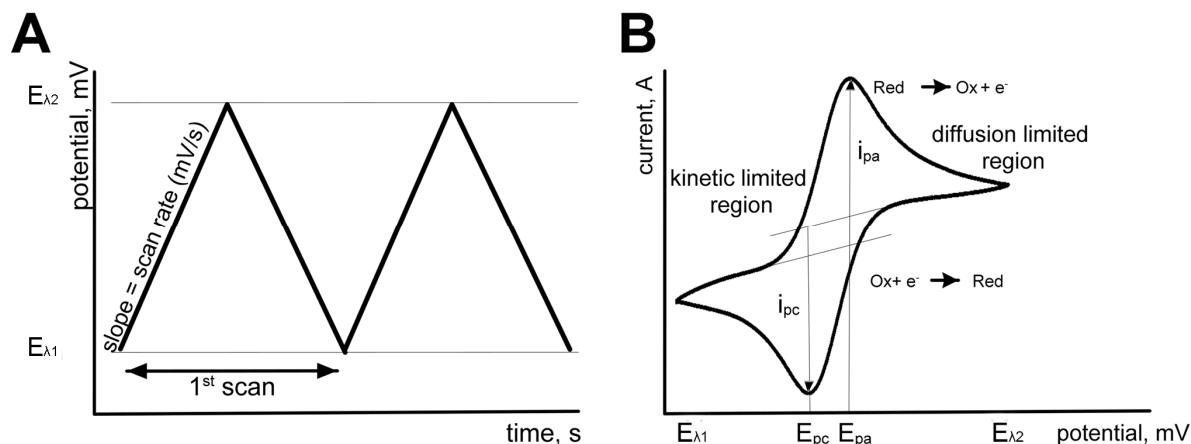 A
potential, mV
Eλ2
slope = scan rate (mV/s)
Eλ1
1st scan
time, s
B
current, A
Red → Ox + e-
ipa
diffusion limited
region
kinetic limited
region
Ox+ e- → Red
ipc
Eλ1 Epc Epa Eλ2 potential, mV